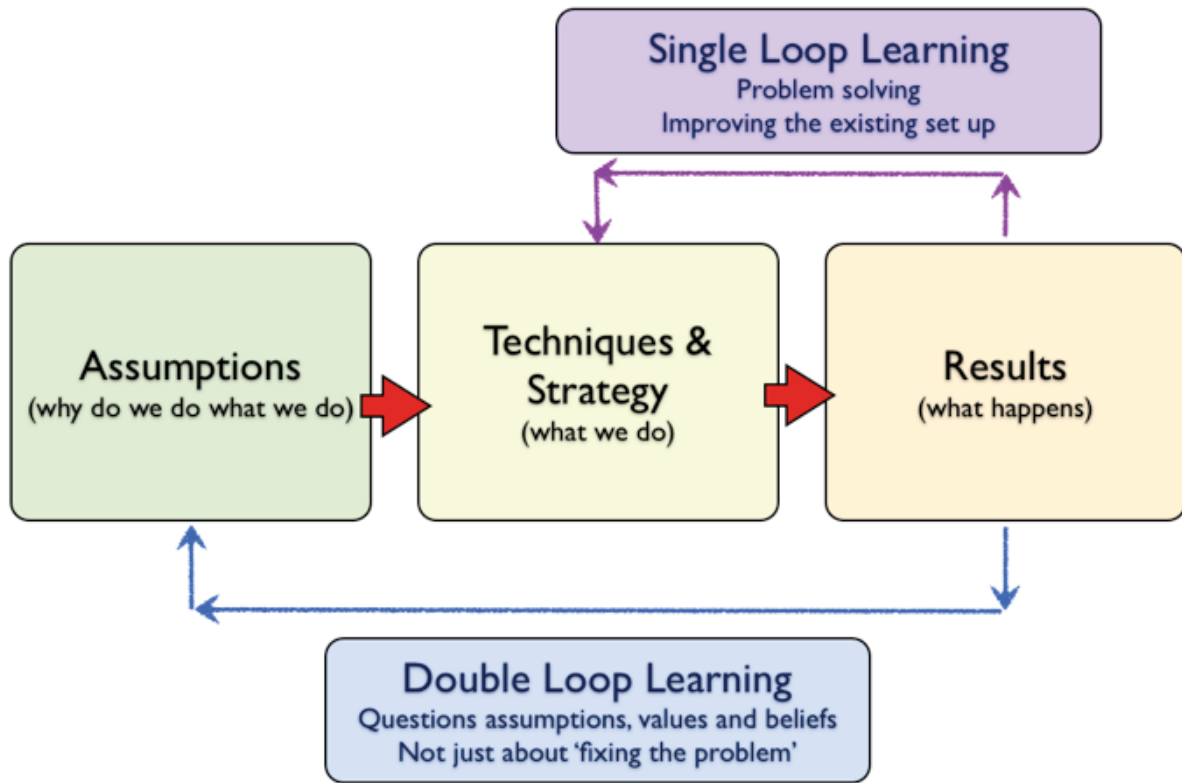 Single Loop Learning
Problem solving
Improving the existing set up
Assumptions
(why do we do what we do)
Techniques &
Strategy
(what we do)
Results
(what happens)
Double Loop Learning
Questions assumptions, values and beliefs
Not just about ‘fixing the problem’